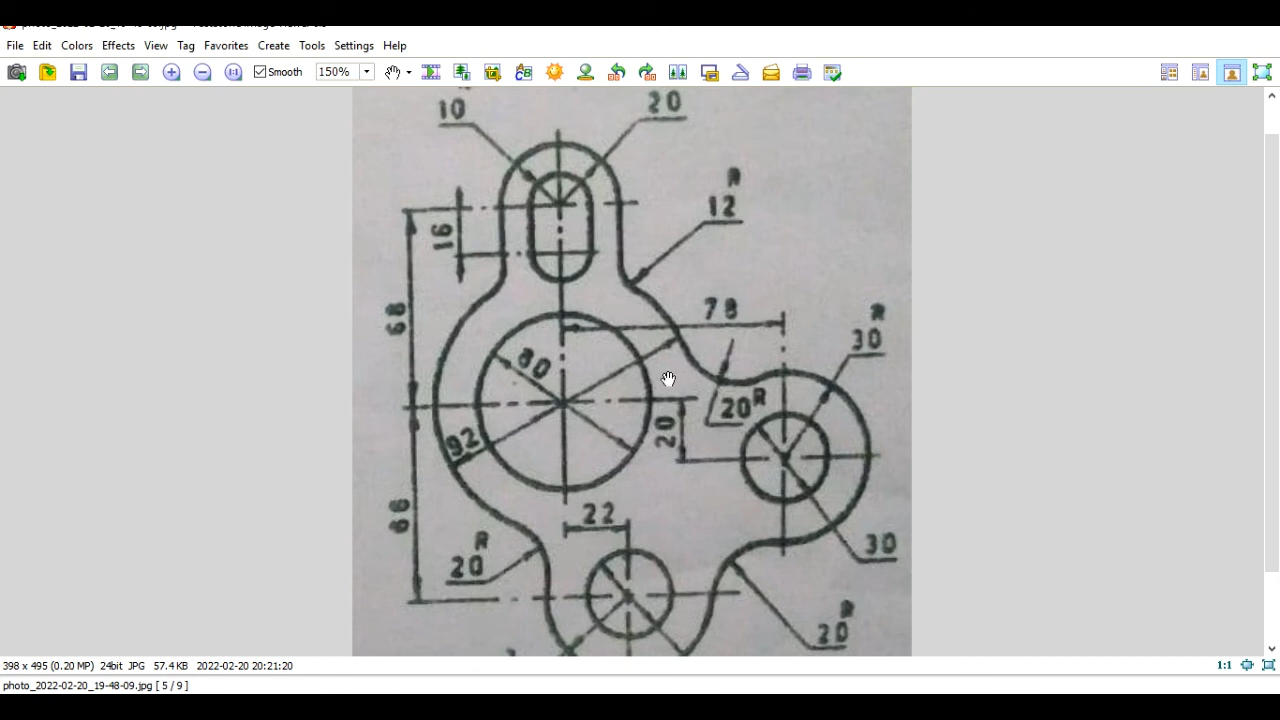 File Edit Colors Effects View Tag Favorites Create Tools Settings Help
Smooth 150%
10 20
R
12
16
78
68
R
30
80
20 R
20
92
22
R
20
30
R
20
398 x 495 (0.20 MP) 24bit JPG 57.4 KB 2022-02-20 20:21:20 1:1
photo_2022-02-20_19-48-09.jpg [ 5 / 9 ]